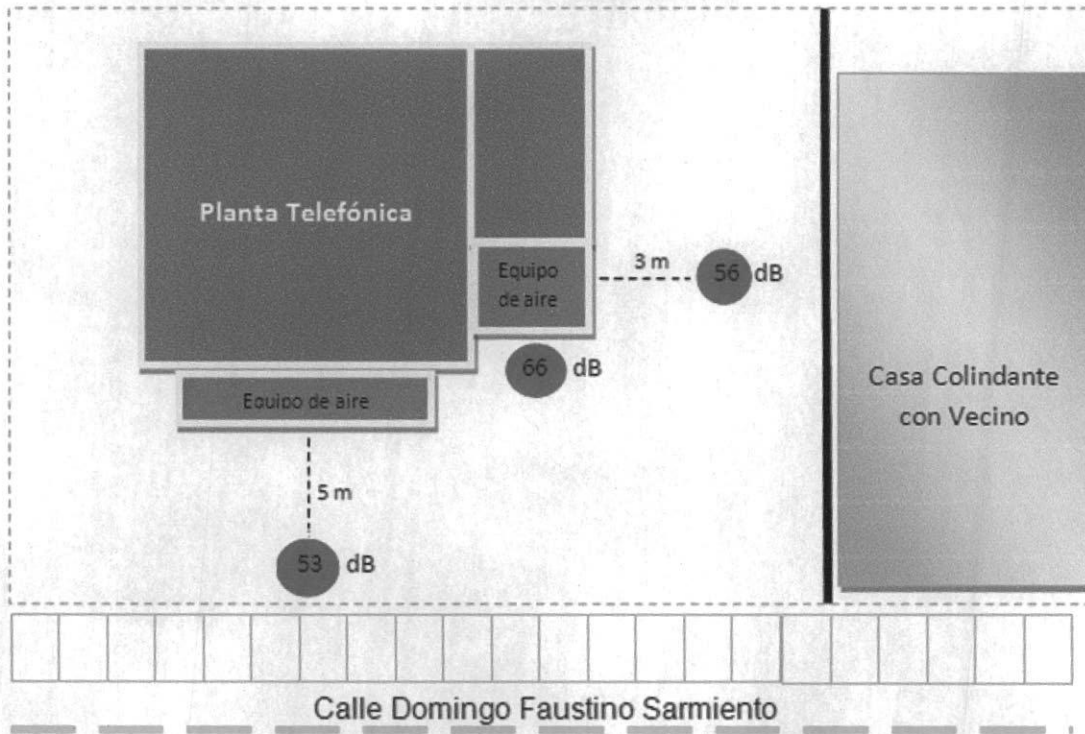 Planta Telefónica
Equipo
de aire
3 m
56 dB
66 dB
Equipo de aire
Casa Colindante
con Vecino
5 m
53 dB
Calle Domingo Faustino Sarmiento